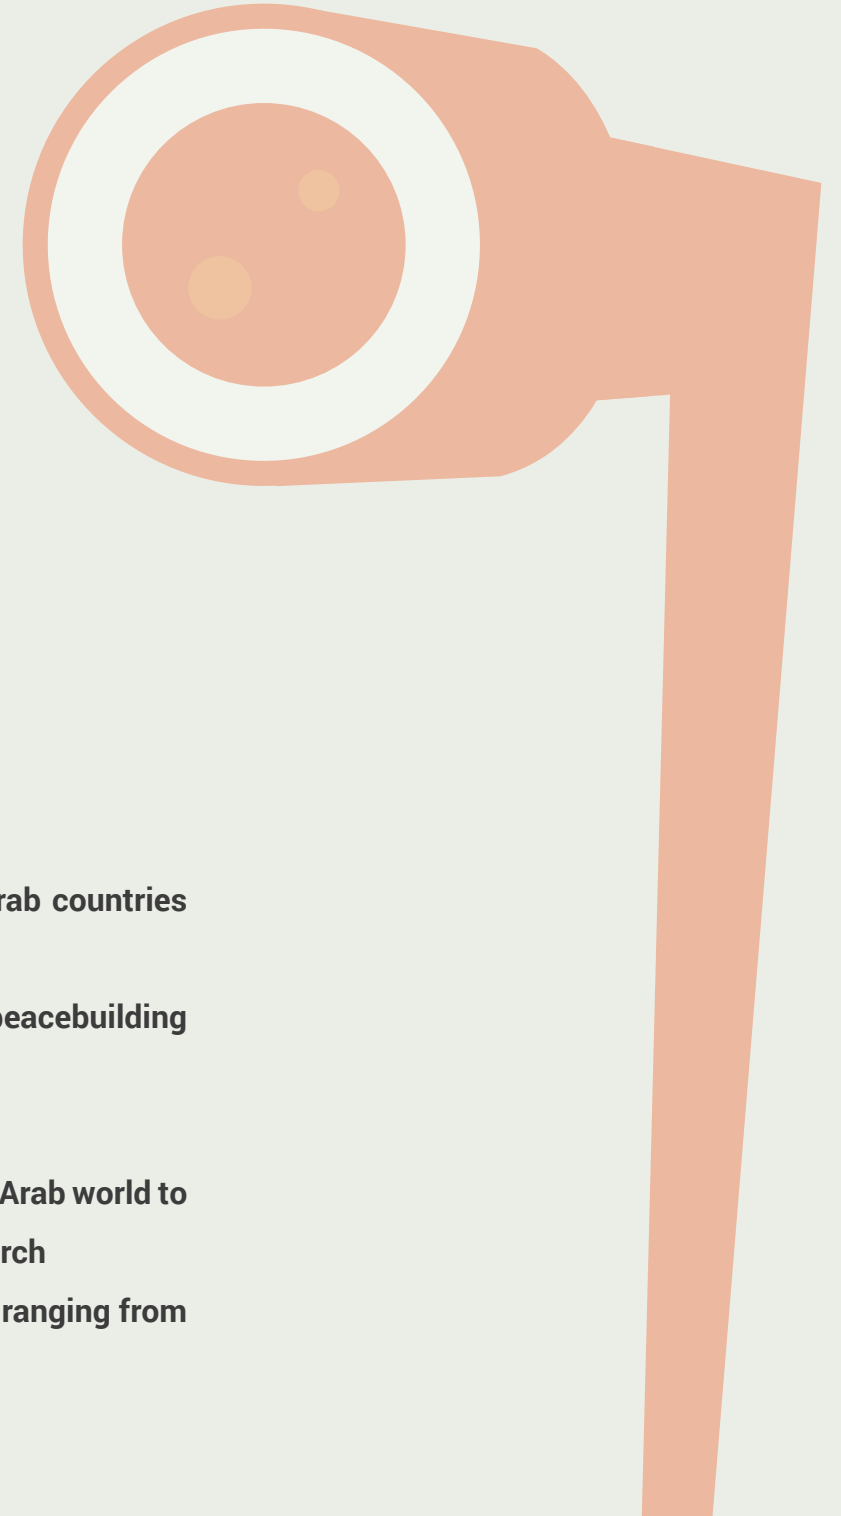 rab countries
peacebuilding
Arab world to
rch
ranging from